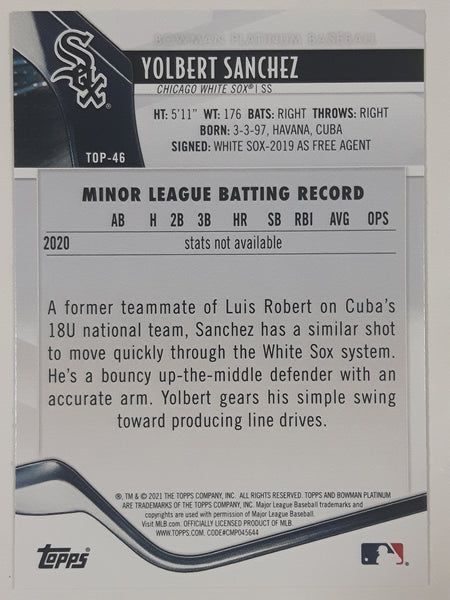 BOWMAN PLATINUM BASEBALL
Sox
YOLBERT SANCHEZ
CHICAGO WHITE SOX® | SS
HT: 5'11" WT: 176 BATS: RIGHT THROWS: RIGHT
BORN: 3-3-97, HAVANA, CUBA
SIGNED: WHITE SOX-2019 AS FREE AGENT
TOP-46
MINOR LEAGUE BATTING RECORD
AB H 2B 3B HR SB RBI AVG OPS
2020 stats not available
A former teammate of Luis Robert on Cuba's
18U national team, Sanchez has a similar shot
to move quickly through the White Sox system.
He's a bouncy up-the-middle defender with an
accurate arm. Yolbert gears his simple swing
toward producing line drives.
®, TM & © 2021 THE TOPPS COMPANY, INC. ALL RIGHTS RESERVED. TOPPS AND BOWMAN PLATINUM
ARE TRADEMARKS OF THE TOPPS COMPANY, INC. Major League Baseball trademarks and
copyrights are used with permission of Major League Baseball.
Visit MLB.com. OFFICIALLY LICENSED PRODUCT OF MLB.
WWW.TOPPS.COM. CODE#CMP045644
TOPPS